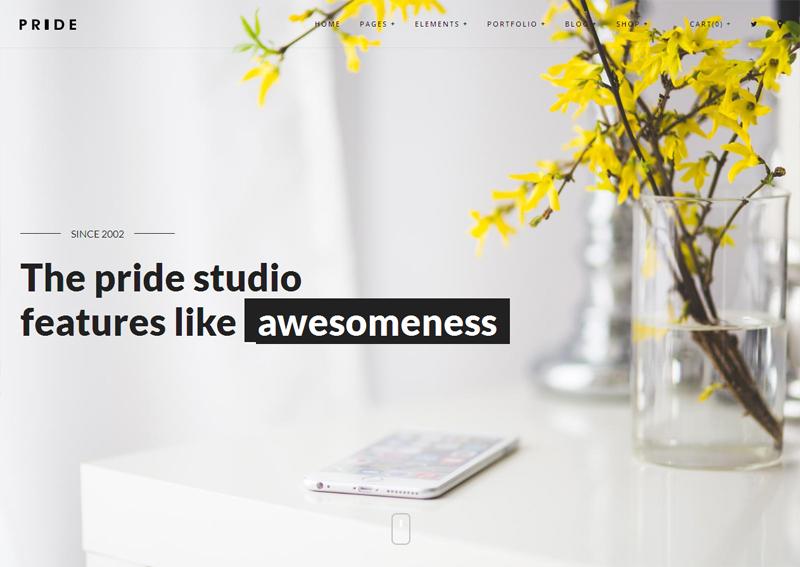 PRIDE
HOME PAGES + ELEMENTS + PORTFOLIO + BLOG + SHOP + CART(0) +
SINCE 2002
The pride studio
features like awesomeness